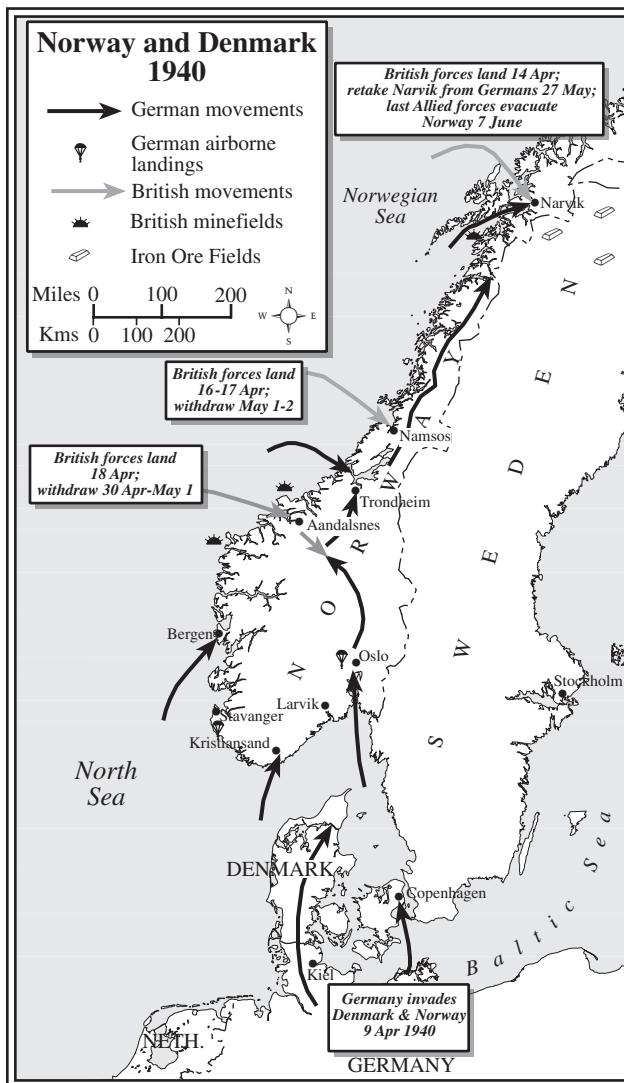 Norway and Denmark
1940
German movements
German airborne
landings
British movements
British minefields
Iron Ore Fields
Miles 0 100 200
Kms 0 100 200
N
W E
S
British forces land 14 Apr;
retake Narvik from Germans 27 May;
last Allied forces evacuate
Norway 7 June
Norwegian
Sea
Narvik
British forces land
16-17 Apr;
withdraw May 1-2
Namsos
British forces land
18 Apr;
withdraw 30 Apr-May 1
Trondheim
Aandalsnes
NORWAY
SWEDEN
Bergen
Oslo
Stockholm
Larvik
Stavanger
Kristiansand
North
Sea
DENMARK
Copenhagen
Baltic Sea
Kiel
Germany invades
Denmark & Norway
9 Apr 1940
NETH.
GERMANY